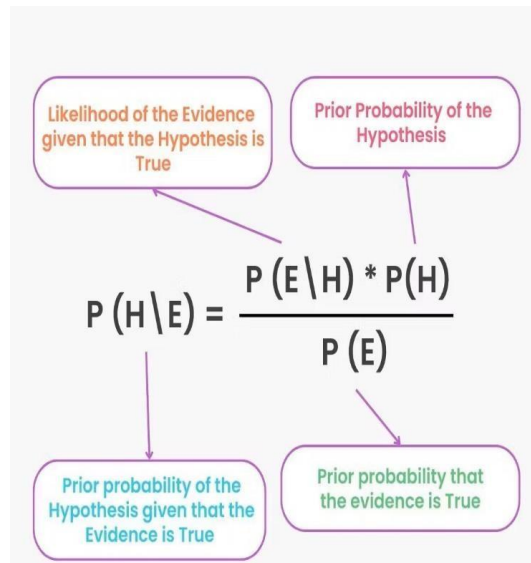 Likelihood of the Evidence
given that the Hypothesis is
True
Prior Probability of the
Hypothesis
P (H\E) = P (E\H) * P(H)
P (E)
Prior probability of the
Hypothesis given that the
Evidence is True
Prior probability that
the evidence is True